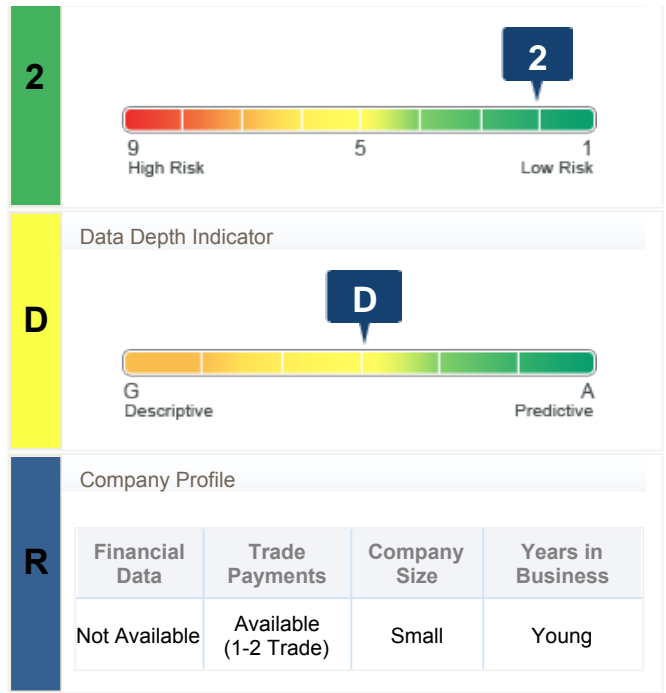 2
2
9 5 1
High Risk Low Risk
Data Depth Indicator
D
D
G A
Descriptive Predictive
Company Profile
R
Financial Data Trade Payments Company Size Years in Business
Not Available Available (1-2 Trade) Small Young